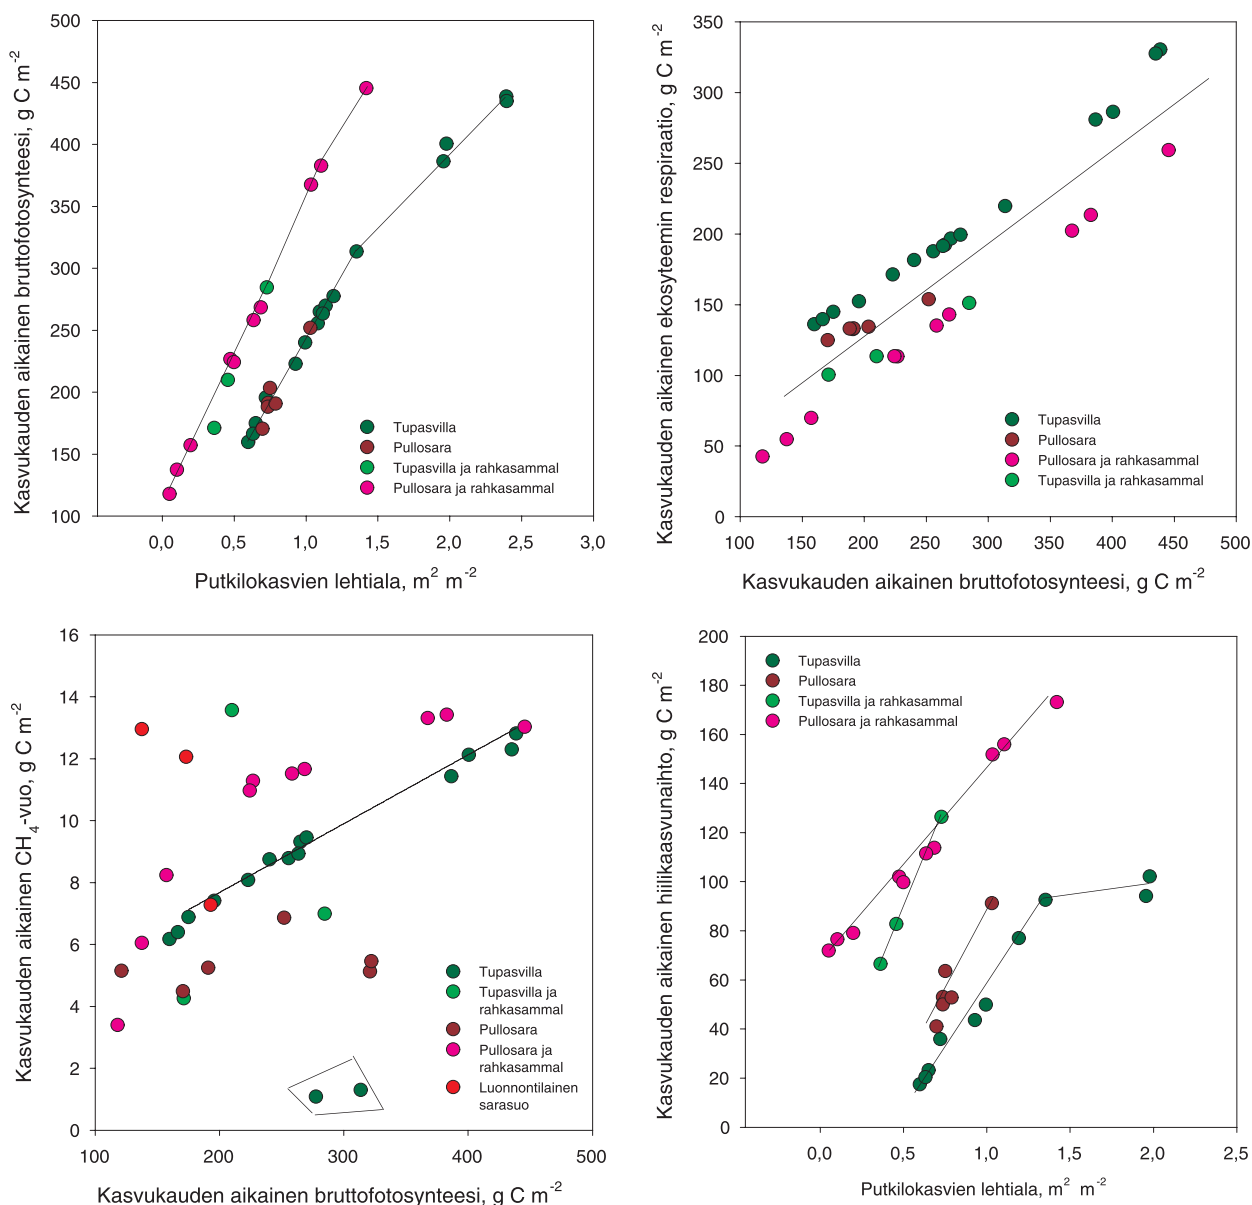 Kasvukauden aikainen bruttofotosynteesi, g C m-2
500
450
400
350
300
250
200
150
100
0,0 0,5 1,0 1,5 2,0 2,5 3,0
Putkilokasvien lehtiala, m2 m-2
Tupasvilla
Pullosara
Tupasvilla ja rahkasammal
Pullosara ja rahkasammal
Kasvukauden aikainen ekosyteemin respiraatio, g C m-2
350
300
250
200
150
100
50
0
100 150 200 250 300 350 400 450 500
Kasvukauden aikainen bruttofotosynteesi, g C m-2
Tupasvilla
Pullosara
Pullosara ja rahkasammal
Tupasvilla ja rahkasammal
Kasvukauden aikainen CH4-vuo, g C m-2
16
14
12
10
8
6
4
2
0
100 200 300 400 500
Kasvukauden aikainen bruttofotosynteesi, g C m-2
Tupasvilla
Tupasvilla ja
rahkasammal
Pullosara
Pullosara ja
rahkasammal
Luonnontilainen
sarasuo
Kasvukauden aikainen hiilikaasvunaihto, g C m-2
200
180
160
140
120
100
80
60
40
20
0
0,0 0,5 1,0 1,5 2,0 2,5
Putkilokasvien lehtiala, m2 m-2
Tupasvilla
Pullosara
Tupasvilla ja rahkasammal
Pullosara ja rahkasammal